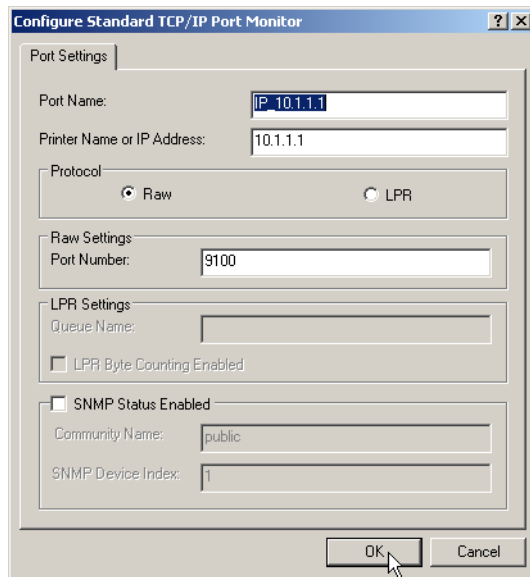 Configure Standard TCP/IP Port Monitor
Port Settings
Port Name: IP_10.1.1.1
Printer Name or IP Address: 10.1.1.1
Protocol
Raw LPR
Raw Settings
Port Number: 9100
LPR Settings
Queue Name:
LPR Byte Counting Enabled
SNMP Status Enabled
Community Name: public
SNMP Device Index: 1
OK Cancel